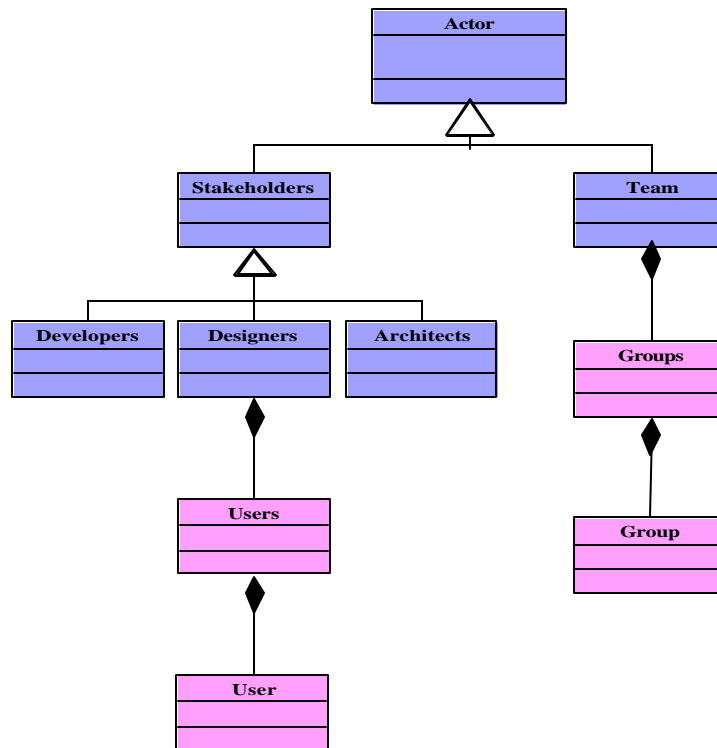 Actor
Stakeholders
Team
Developers
Designers
Architects
Groups
Users
Group
User